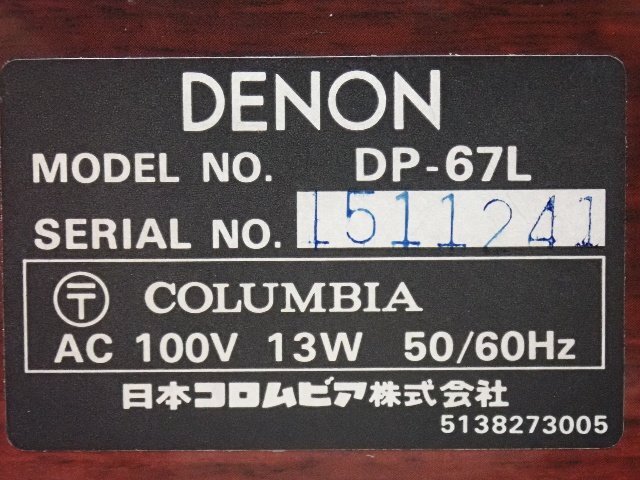 DENON
MODEL NO. DP-67L
SERIAL NO. 1511241
〒 COLUMBIA
AC 100V 13W 50/60Hz
日本コロムビア株式会社
5138273005